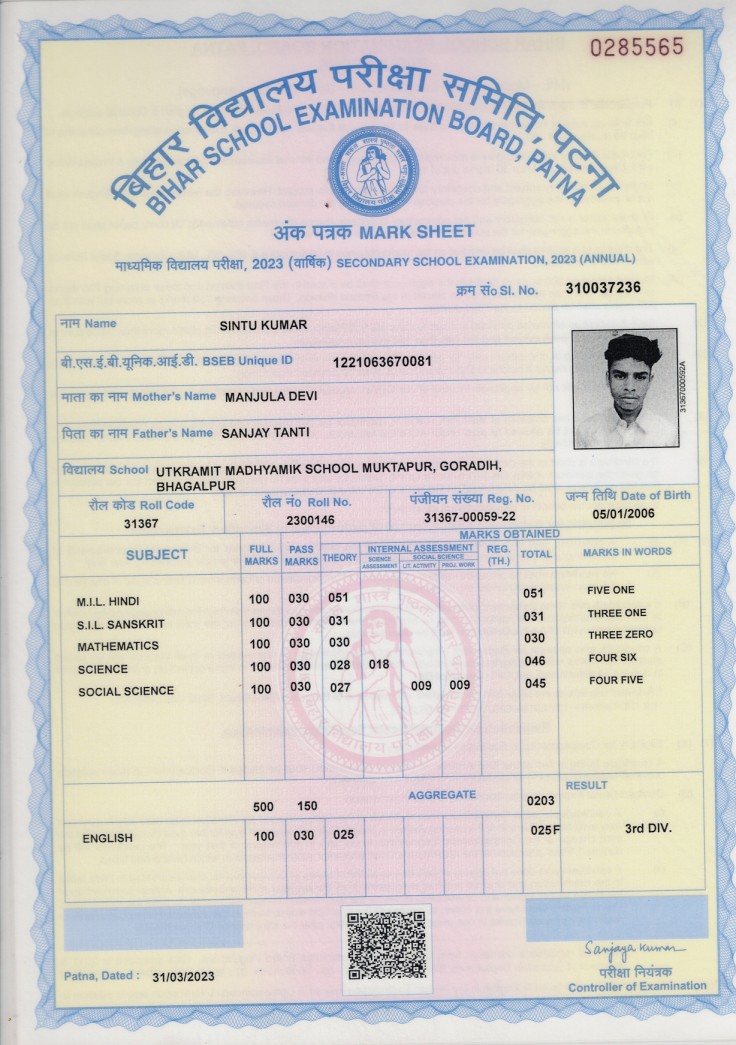 0285565
बिहार विद्यालय परीक्षा समिति, पटना
BIHAR SCHOOL EXAMINATION BOARD, PATNA
अंक पत्रक MARK SHEET
माध्यमिक विद्यालय परीक्षा, 2023 (वार्षिक) SECONDARY SCHOOL EXAMINATION, 2023 (ANNUAL)
क्रम सं० Sl. No. 310037236
नाम Name SINTU KUMAR
बी.एस.ई.बी.यूनिक.आई.डी. BSEB Unique ID 1221063670081
माता का नाम Mother's Name MANJULA DEVI
पिता का नाम Father's Name SANJAY TANTI
31367000592A
विद्यालय School UTKRAMIT MADHYAMIK SCHOOL MUKTAPUR, GORADIH,
BHAGALPUR
रौल कोड Roll Code रौल नं० Roll No. पंजीयन संख्या Reg. No. जन्म तिथि Date of Birth
31367 2300146 31367-00059-22 05/01/2006
MARKS OBTAINED
SUBJECT FULL MARKS PASS MARKS THEORY INTERNAL ASSESSMENT REG. (TH.) TOTAL MARKS IN WORDS
SCIENCE ASSESSMENT SOCIAL SCIENCE LIT. ACTIVITY PROJ. WORK
M.I.L. HINDI 100 030 051 051 FIVE ONE
S.I.L. SANSKRIT 100 030 031 031 THREE ONE
MATHEMATICS 100 030 030 030 THREE ZERO
SCIENCE 100 030 028 018 046 FOUR SIX
SOCIAL SCIENCE 100 030 027 009 009 045 FOUR FIVE
500 150 AGGREGATE 0203 RESULT
ENGLISH 100 030 025 025F 3rd DIV.
Sanjaya Kumar
Patna, Dated : 31/03/2023
परीक्षा नियंत्रक
Controller of Examination